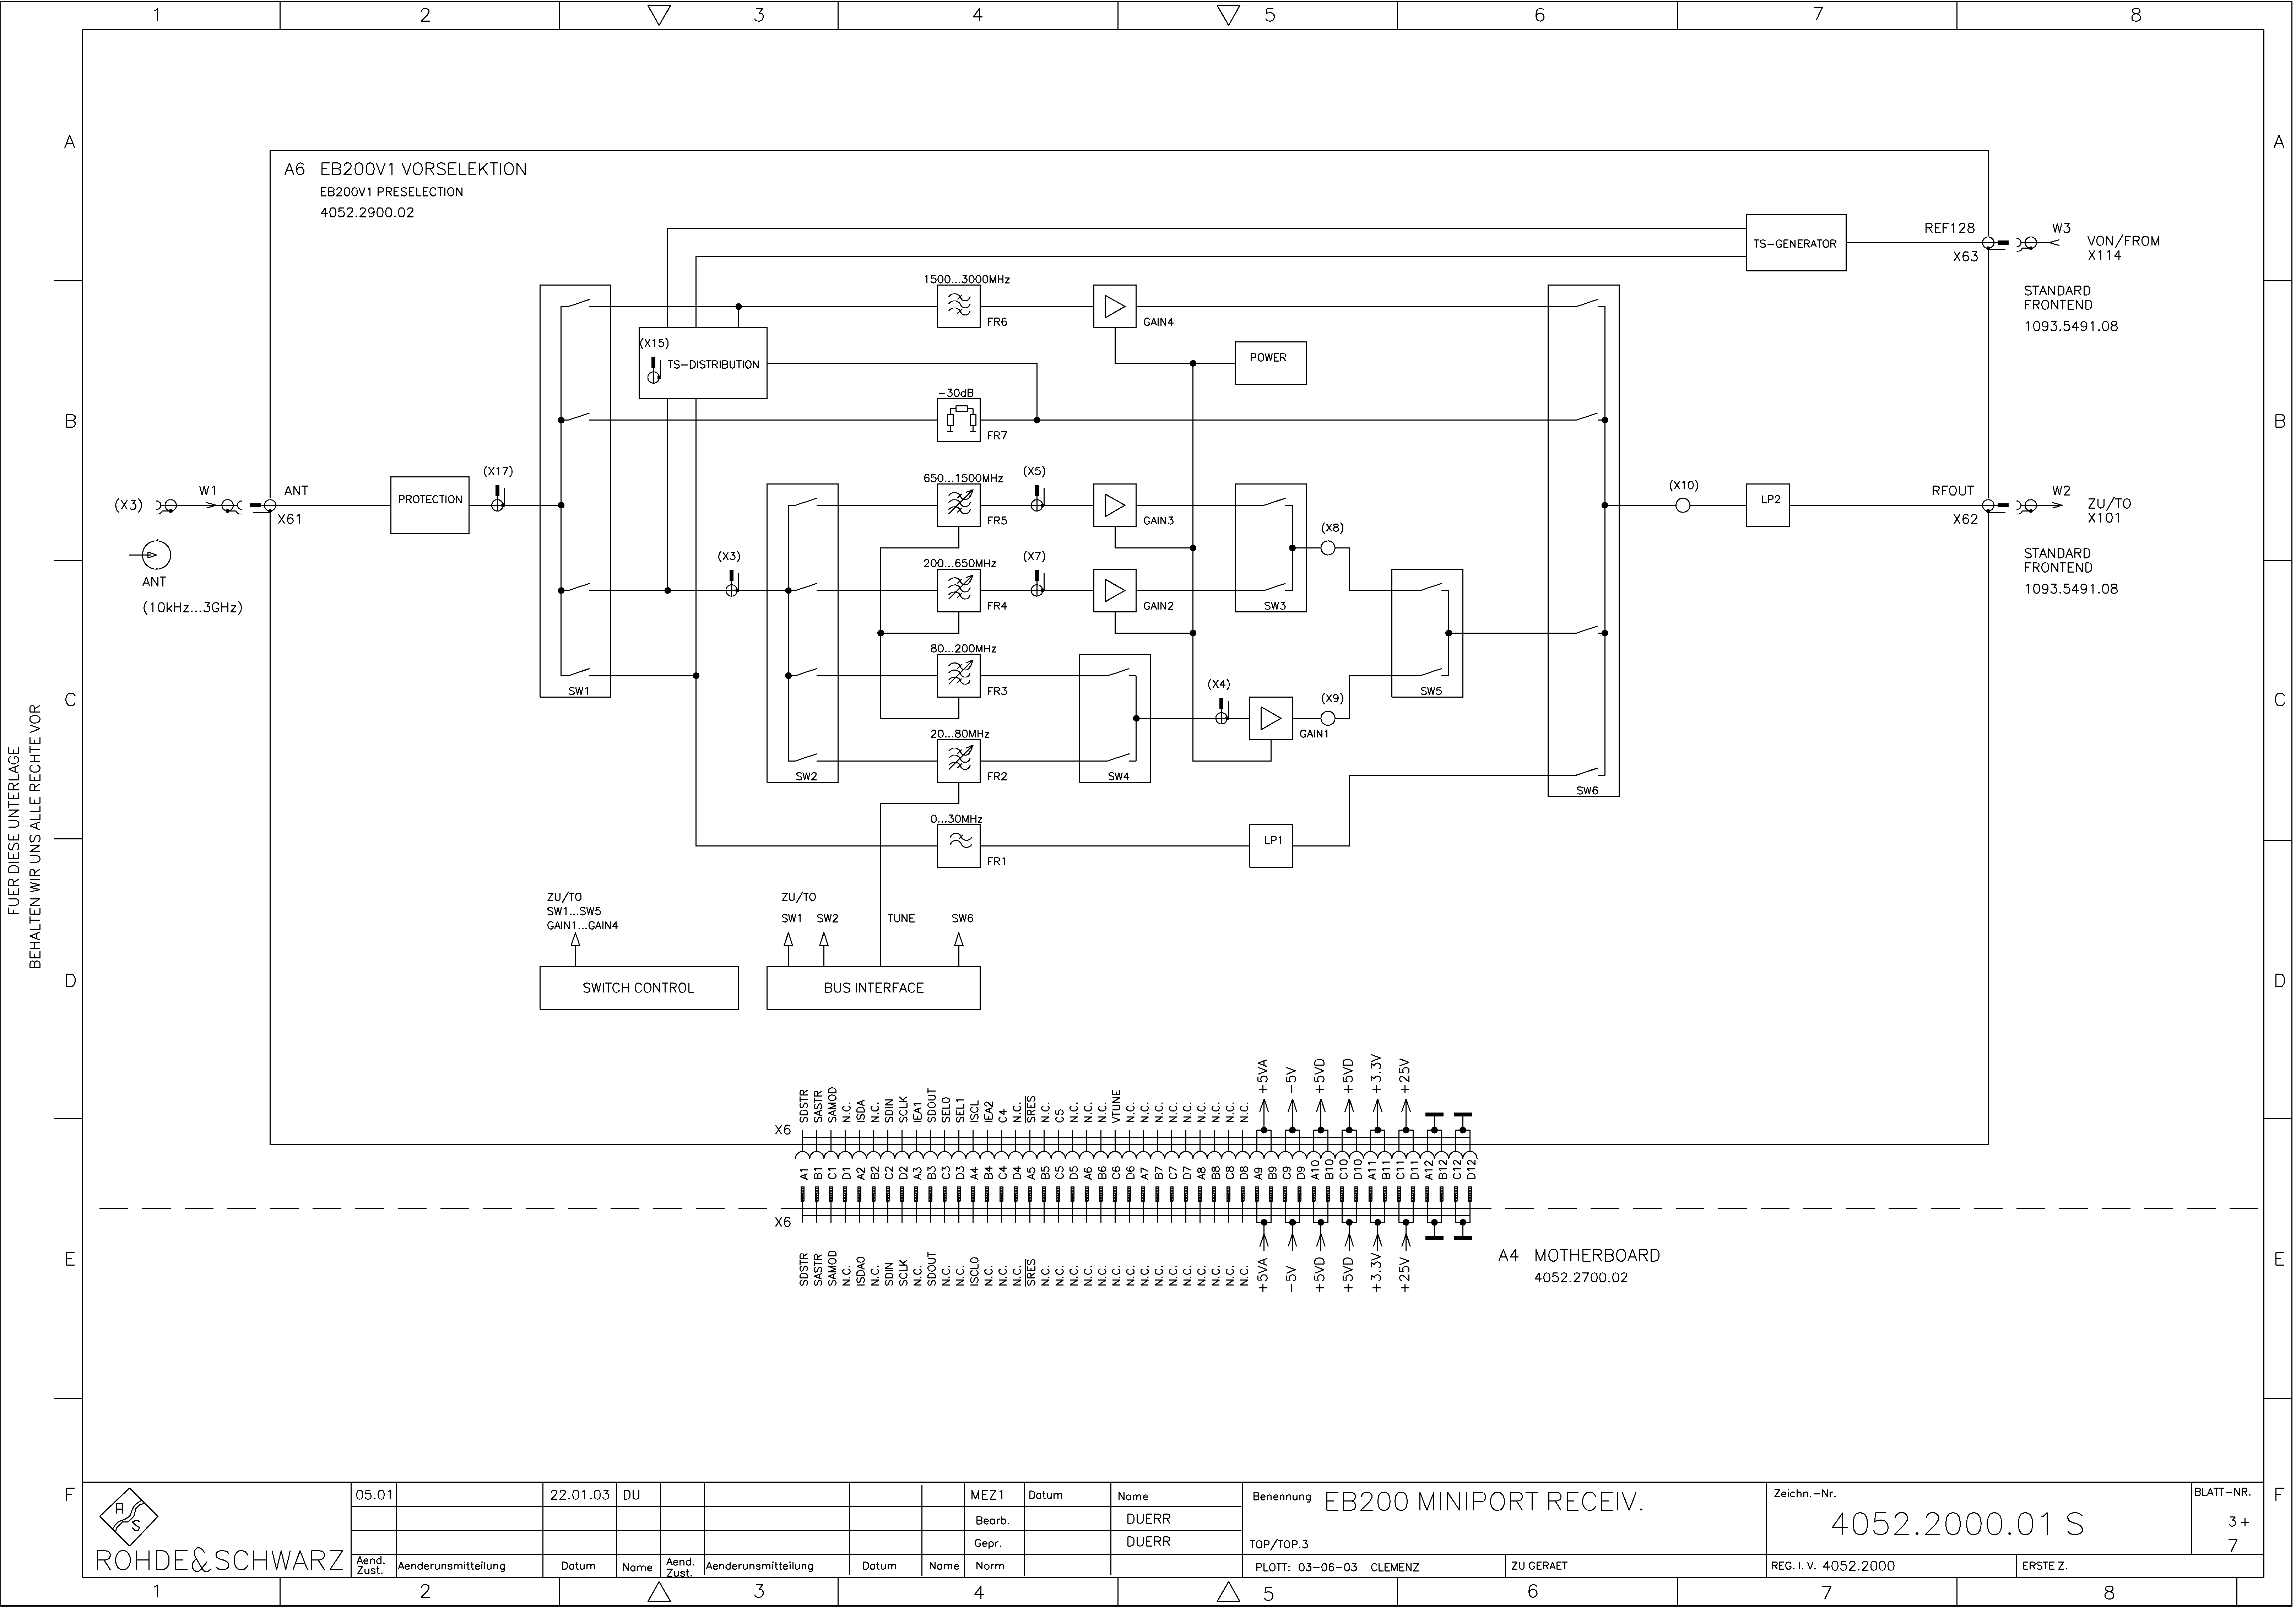 1 2 3 4 5 6 7 8
A A
A6 EB200V1 VORSELEKTION
EB200V1 PRESELECTION
4052.2900.02
TS-GENERATOR
REF128
X63
W3
VON/FROM
X114
STANDARD
FRONTEND
1093.5491.08
1500...3000MHz
FR6
GAIN4
(X15)
TS-DISTRIBUTION
POWER
B B
-30dB
FR7
(X3)
W1
ANT
X61
PROTECTION
(X17)
650...1500MHz
FR5
(X5)
GAIN3
(X8)
(X10)
LP2
RFOUT
X62
W2
ZU/TO
X101
STANDARD
FRONTEND
1093.5491.08
ANT
(10kHz...3GHz)
(X3)
200...650MHz
FR4
(X7)
GAIN2
SW3
80...200MHz
FR3
SW1
(X4)
(X9)
GAIN1
SW5
C C
20...80MHz
FR2
SW2
SW4
SW6
0...30MHz
FR1
LP1
FUER DIESE UNTERLAGE
BEHALTEN WIR UNS ALLE RECHTE VOR
ZU/TO
SW1...SW5
GAIN1...GAIN4
ZU/TO
SW1 SW2 TUNE SW6
D D
SWITCH CONTROL
BUS INTERFACE
X6
SDSTR SASTR SAMOD N.C. ISDA N.C. SDIN SCLK IEA1 SDOUT SEL0 SEL1 ISCL IEA2 C4 N.C. SRES N.C. C5 N.C. N.C. N.C. VTUNE N.C. N.C. N.C. N.C. N.C. N.C. N.C. N.C. N.C. +5VA -5V +5VD +5VD +3.3V +25V
A1 B1 C1 D1 A2 B2 C2 D2 A3 B3 C3 D3 A4 B4 C4 D4 A5 B5 C5 D5 A6 B6 C6 D6 A7 B7 C7 D7 A8 B8 C8 D8 A9 B9 C9 D9 A10 B10 C10 D10 A11 B11 C11 D11 A12 B12 C12 D12
X6
SDSTR SASTR SAMOD N.C. ISDA0 N.C. SDIN SCLK N.C. SDOUT N.C. N.C. ISCL0 N.C. N.C. N.C. SRES N.C. N.C. N.C. N.C. N.C. N.C. N.C. N.C. N.C. N.C. N.C. N.C. N.C. N.C. N.C. +5VA -5V +5VD +5VD +3.3V +25V
E E
A4 MOTHERBOARD
4052.2700.02
F F
R S
ROHDE&SCHWARZ
05.01 22.01.03 DU
MEZ1 Datum Name
Bearb. DUERR
Gepr. DUERR
Aend. Zust. Aenderunsmitteilung Datum Name Aend. Zust. Aenderunsmitteilung Datum Name Norm
Benennung EB200 MINIPORT RECEIV.
TOP/TOP.3
PLOTT: 03-06-03 CLEMENZ
ZU GERAET
Zeichn.-Nr.
4052.2000.01 S
REG. I. V. 4052.2000
ERSTE Z.
BLATT-NR.
3 +
7
1 2 3 4 5 6 7 8